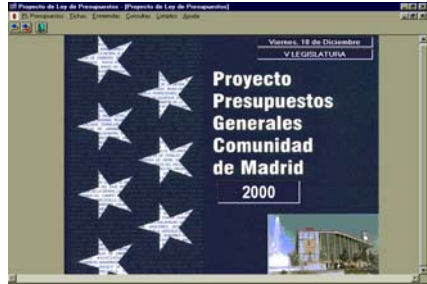 Proyecto de Ley de Presupuestos - [Proyecto de Ley de Presupuestos]
Presupuestos Fichas Enmiendas Consultas Listados Ayuda
Viernes, 18 de Diciembre
V LEGISLATURA
Proyecto
Presupuestos
Generales
Comunidad
de Madrid
2000